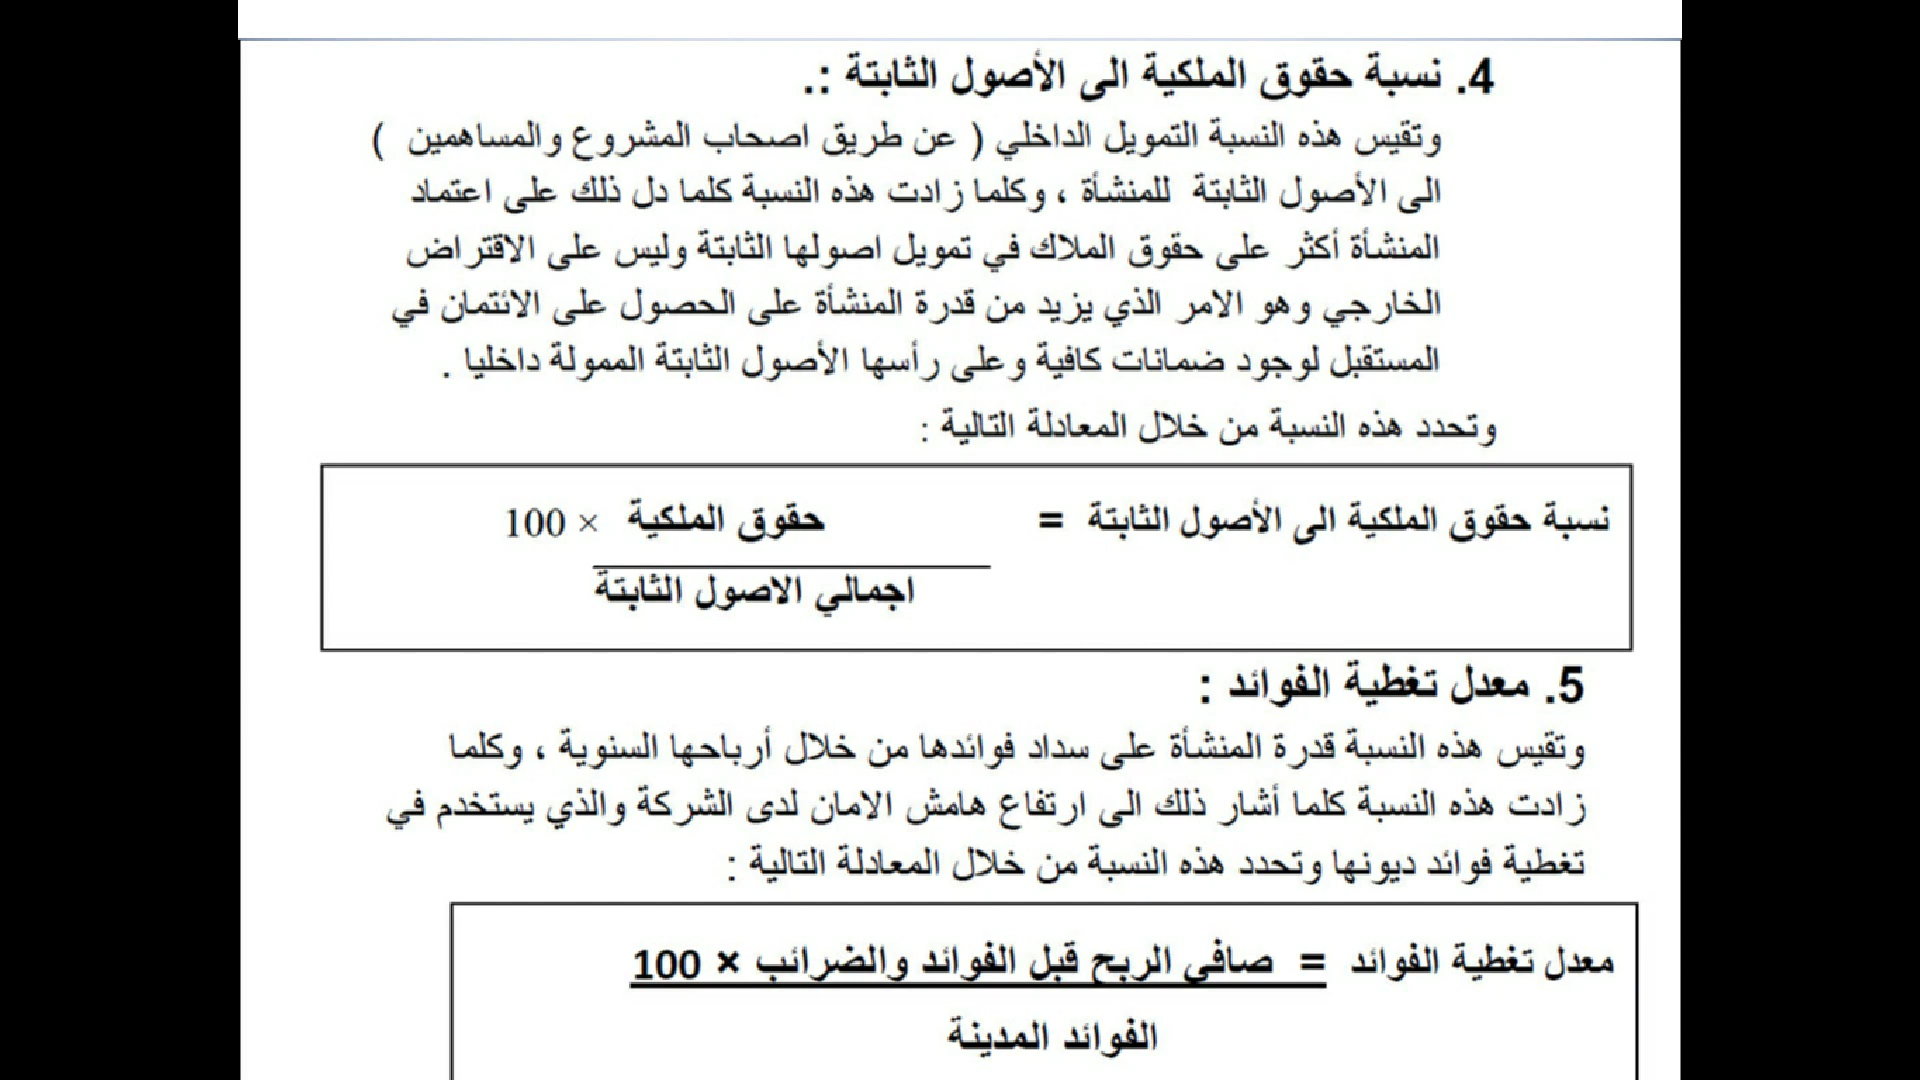 4. نسبة حقوق الملكية الى الأصول الثابتة :.
وتقيس هذه النسبة التمويل الداخلي ( عن طريق اصحاب المشروع والمساهمين )
الى الأصول الثابتة للمنشأة ، وكلما زادت هذه النسبة كلما دل ذلك على اعتماد
المنشأة أكثر على حقوق الملاك في تمويل اصولها الثابتة وليس على الاقتراض
الخارجي وهو الامر الذي يزيد من قدرة المنشأة على الحصول على الائتمان في
المستقبل لوجود ضمانات كافية وعلى رأسها الأصول الثابتة الممولة داخليا .
وتحدد هذه النسبة من خلال المعادلة التالية :
نسبة حقوق الملكية الى الأصول الثابتة = حقوق الملكية × 100
اجمالي الاصول الثابتة
5. معدل تغطية الفوائد :
وتقيس هذه النسبة قدرة المنشأة على سداد فوائدها من خلال أرباحها السنوية ، وكلما
زادت هذه النسبة كلما أشار ذلك الى ارتفاع هامش الامان لدى الشركة والذي يستخدم في
تغطية فوائد ديونها وتحدد هذه النسبة من خلال المعادلة التالية :
معدل تغطية الفوائد = صافي الربح قبل الفوائد والضرائب × 100
الفوائد المدينة